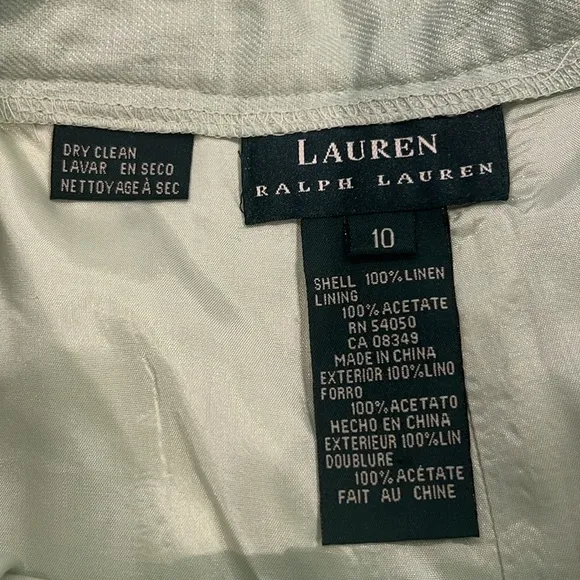 DRY CLEAN
LAVAR EN SECO
NETTOYAGE À SEC
LAUREN
RALPH LAUREN
10
SHELL 100% LINEN
LINING
100% ACETATE
RN 54050
CA 08349
MADE IN CHINA
EXTERIOR 100% LINO
FORRO
100% ACETATO
HECHO EN CHINA
EXTERIEUR 100% LIN
DOUBLURE
100% ACÉTATE
FAIT AU CHINE